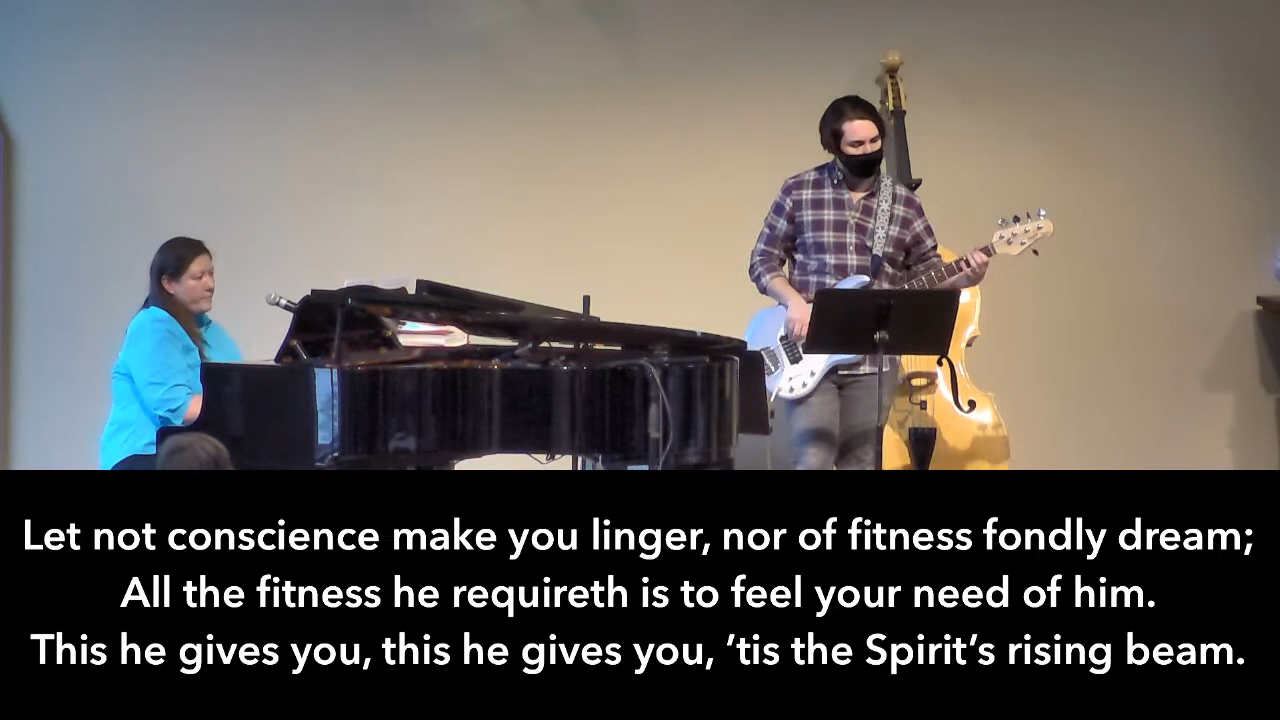 Let not conscience make you linger, nor of fitness fondly dream;
All the fitness he requireth is to feel your need of him.
This he gives you, this he gives you, ’tis the Spirit’s rising beam.